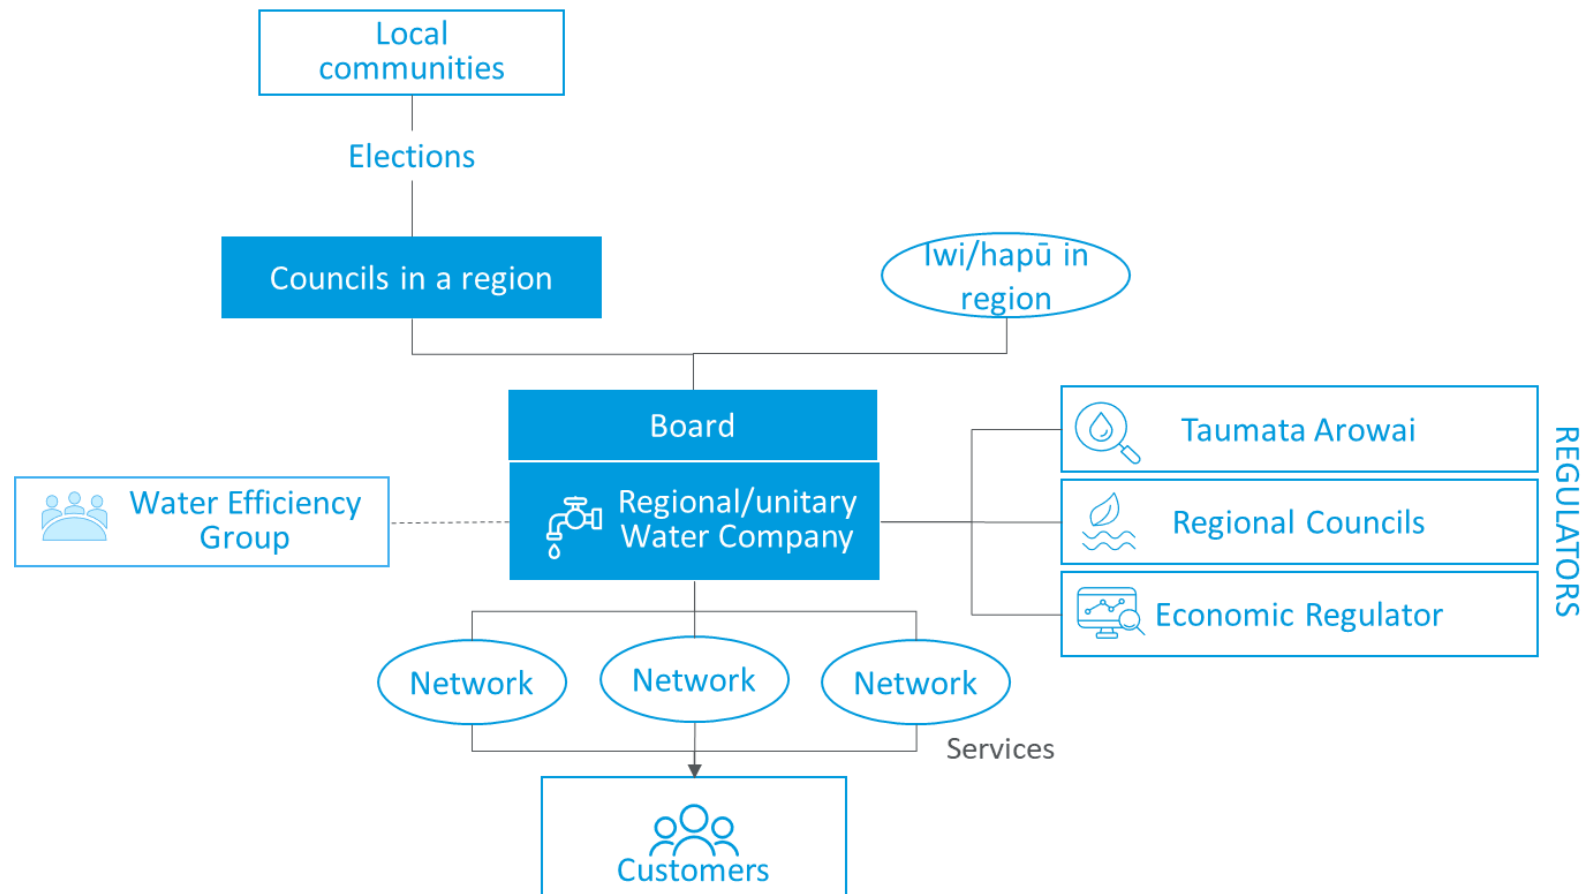 Local
communities
Elections
Councils in a region
Iwi/hapū in
region
Board
Regional/unitary
Water Company
Water Efficiency
Group
Taumata Arowai
Regional Councils
Economic Regulator
REGULATORS
Network
Network
Network
Services
Customers